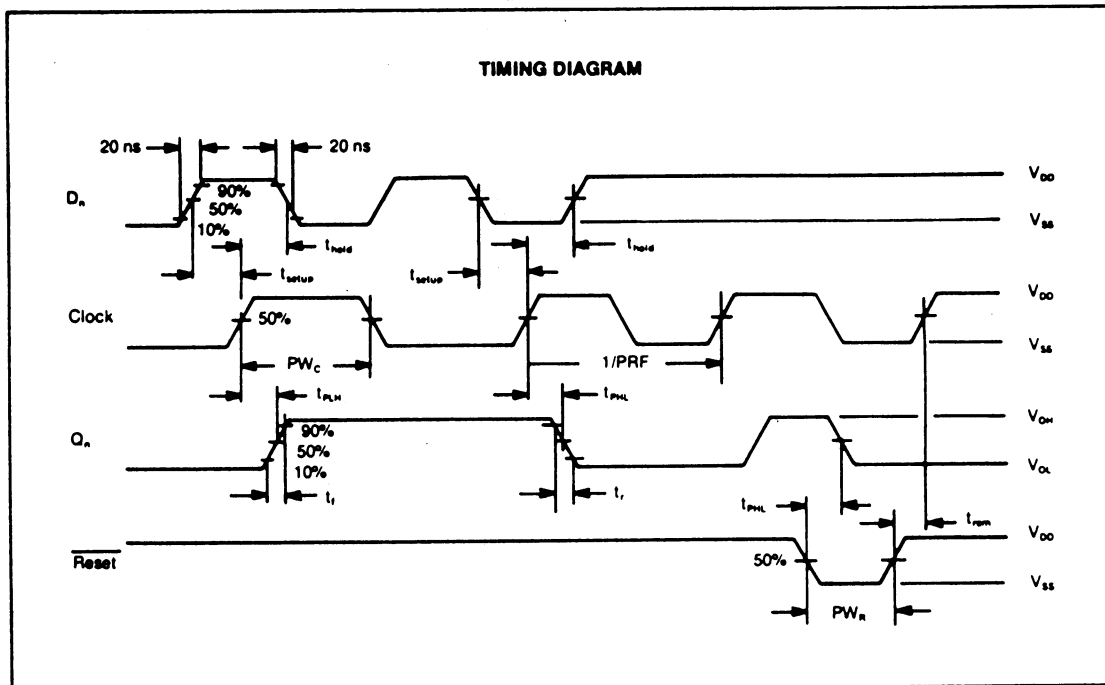 TIMING DIAGRAM
20 ns 20 ns
Dn 90% VDD
50%
10% VSS
thold thold
tsetup tsetup
Clock 50% VDD
VSS
PWC 1/PRF
tPLH tPHL
Qn 90% VOH
50%
10% VOL
tf tr
tPHL trem
Reset 50% VDD
VSS
PWR